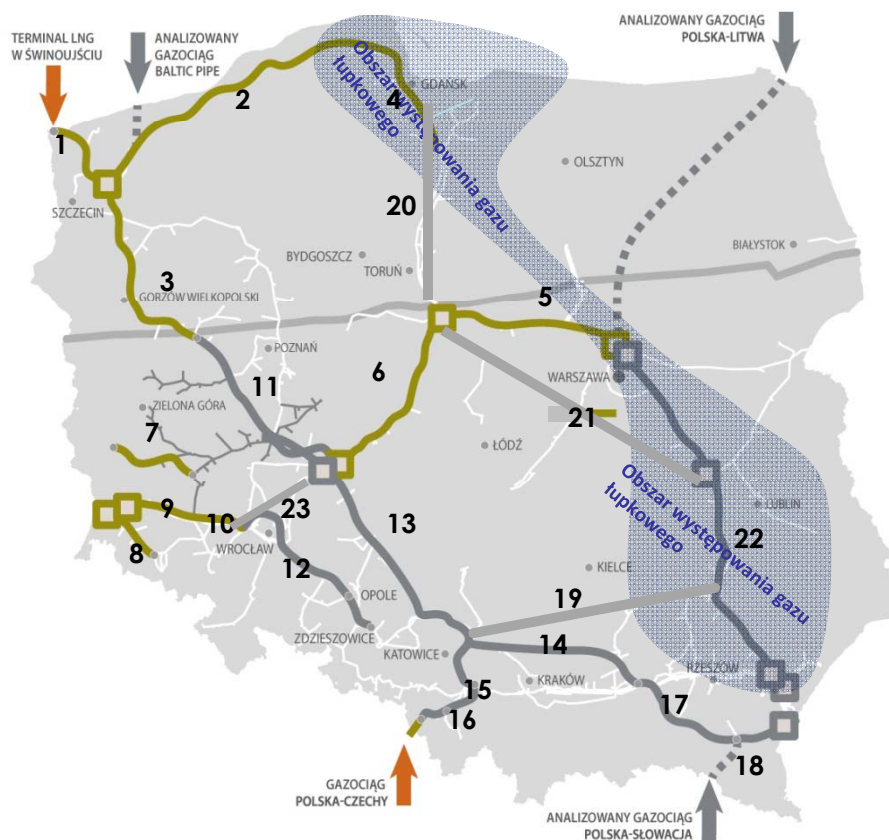 TERMINAL LNG
W ŚWINOUJŚCIU
ANALIZOWANY
GAZOCIĄG
BALTIC PIPE
ANALIZOWANY GAZOCIĄG
POLSKA-LITWA
Obszar występowania gazu
łupkowego
GDAŃSK
1
2
4
OLSZTYN
SZCZECIN
20
BIAŁYSTOK
BYDGOSZCZ
TORUŃ
3
GORZÓW WIELKOPOLSKI
5
POZNAŃ
6
WARSZAWA
11
ZIELONA GÓRA
21
7
ŁÓDŹ
Obszar występowania gazu
łupkowego
LUBLIN
9
10
23
13
22
WROCŁAW
8
12
KIELCE
OPOLE
19
ZDZIESZOWICE
14
KATOWICE
RZESZÓW
KRAKÓW
15
17
16
18
GAZOCIĄG
POLSKA-CZECHY
ANALIZOWANY GAZOCIĄG
POLSKA-SŁOWACJA